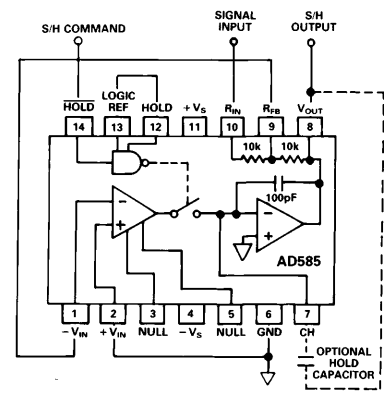 S/H COMMAND
SIGNAL
INPUT
S/H
OUTPUT
HOLD
LOGIC
REF
HOLD
+VS
RIN
RFB
VOUT
14
13
12
11
10
9
8
10k
10k
100pF
−
+
−
+
AD585
1
2
3
4
5
6
7
−VIN
+VIN
NULL
−VS
NULL
GND
CH
OPTIONAL
HOLD
CAPACITOR